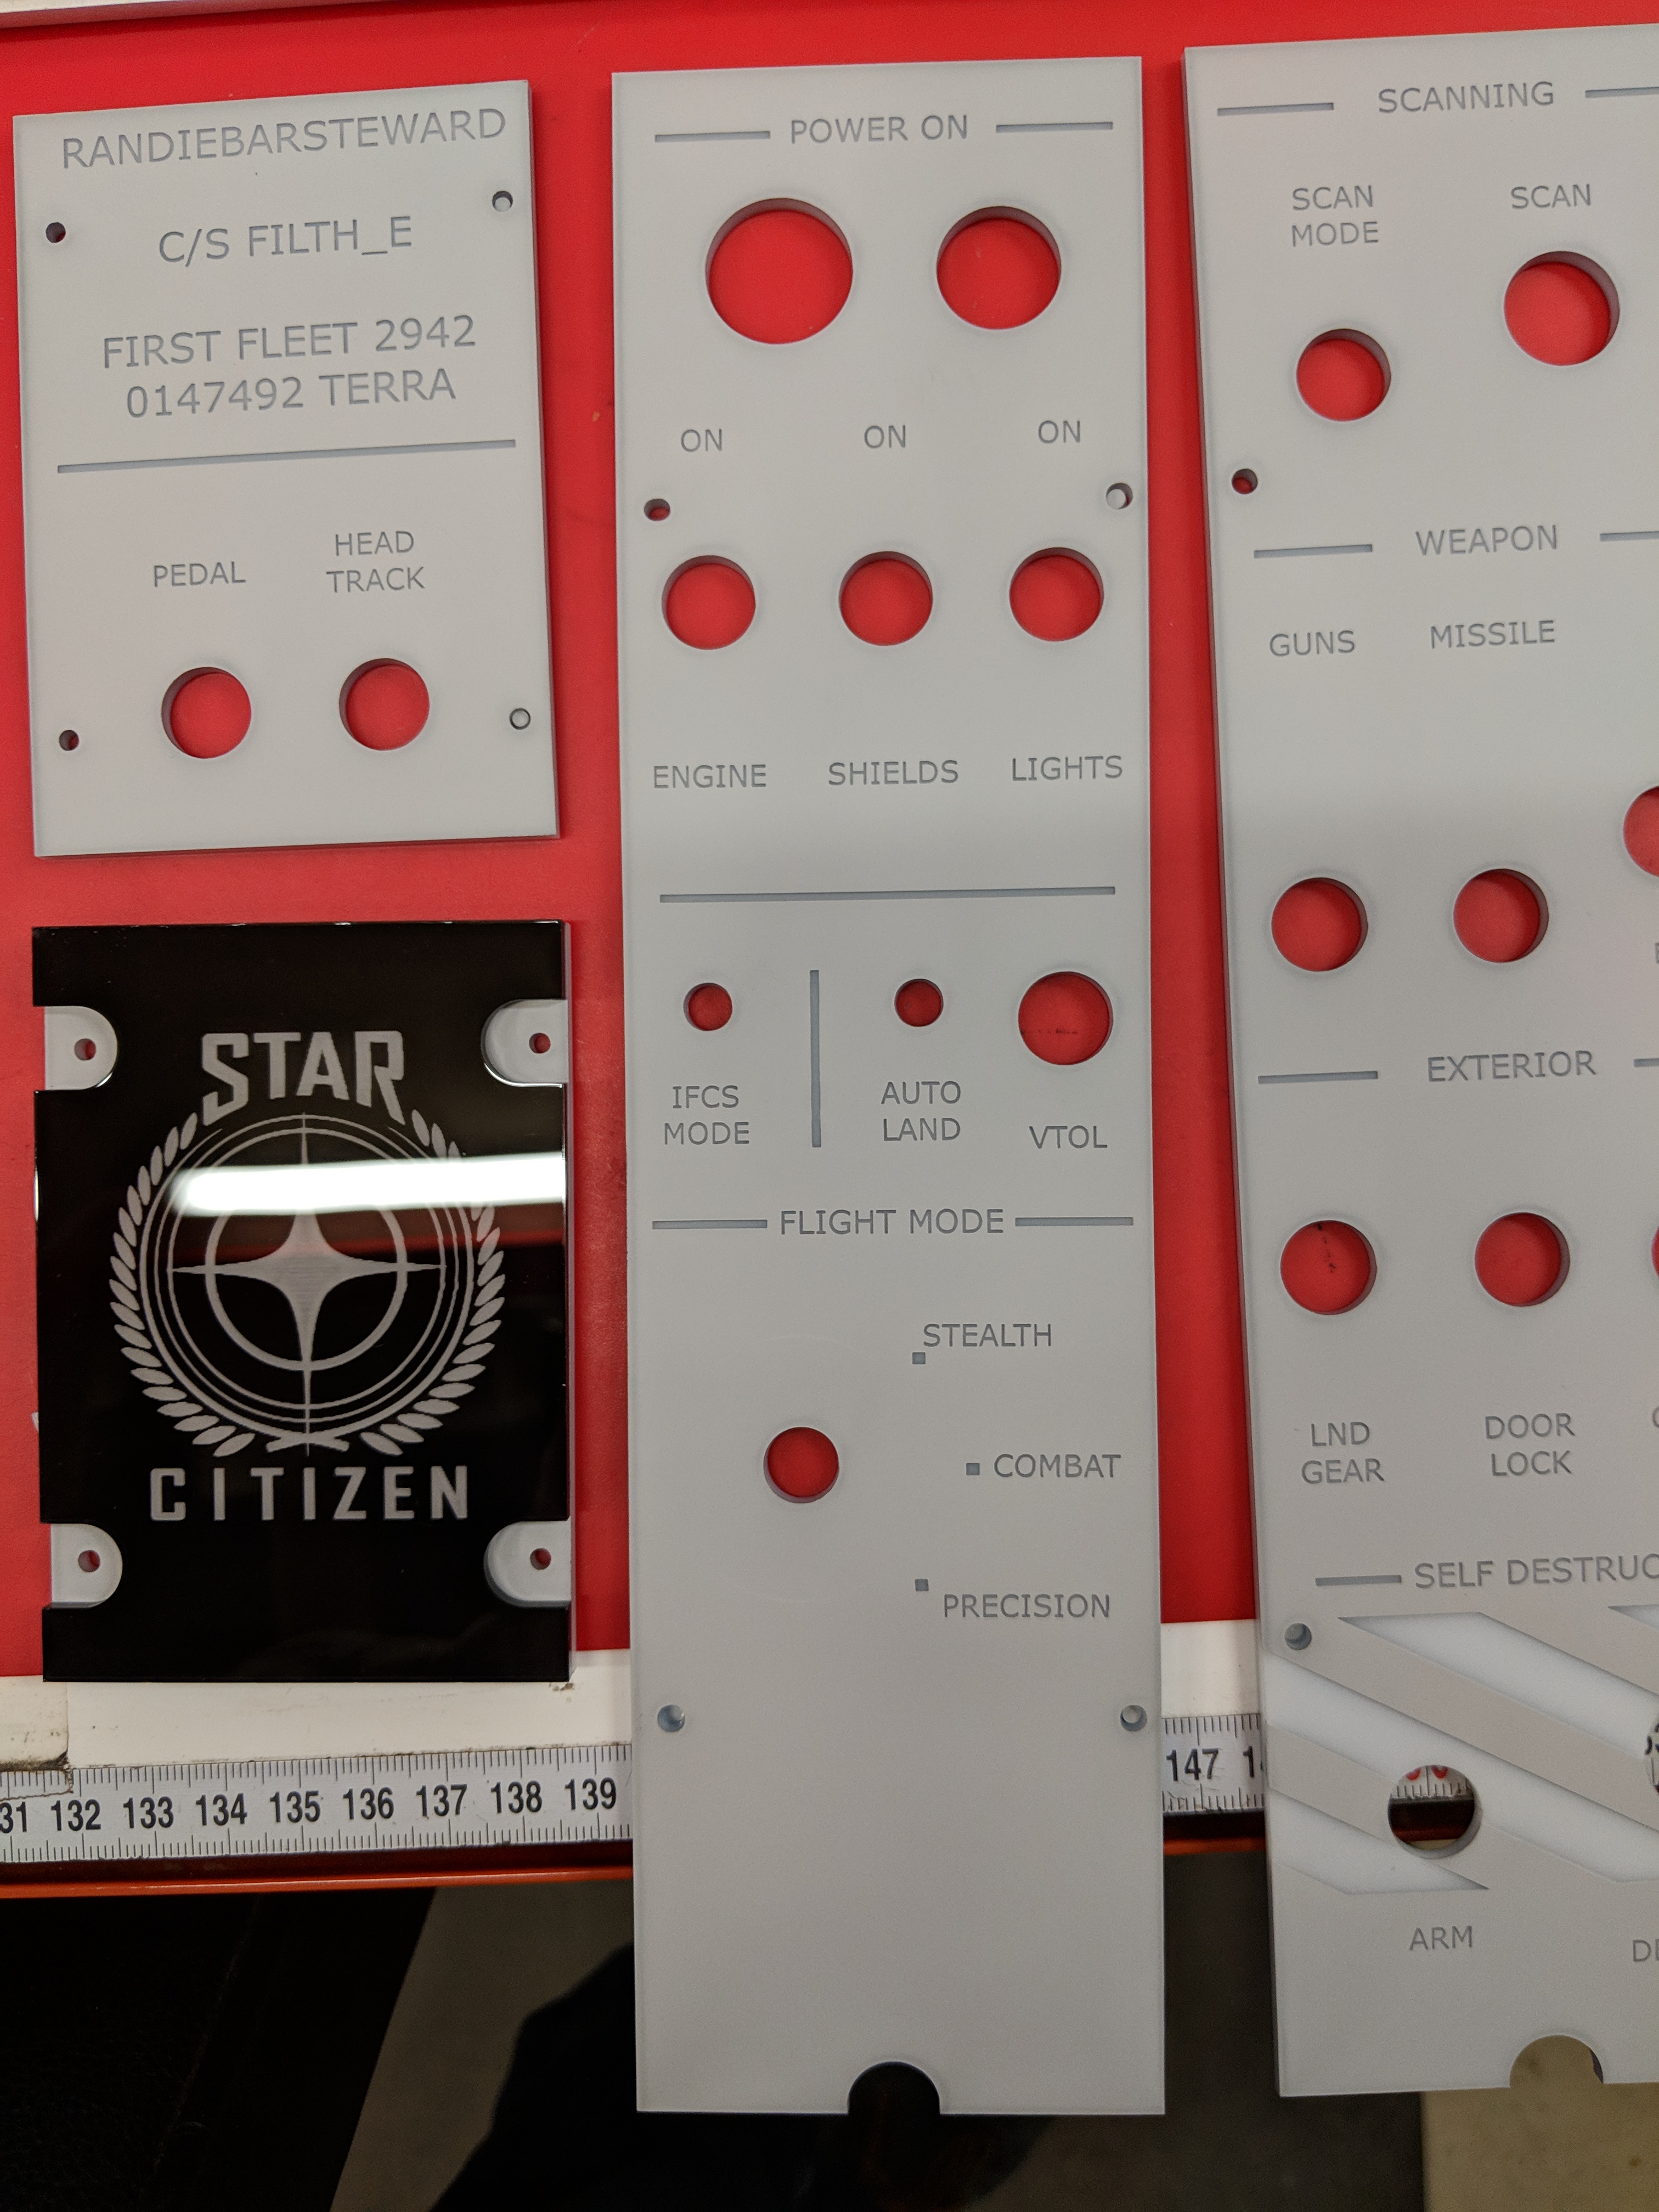 RANDIEBARSTEWARD
C/S FILTH_E
FIRST FLEET 2942
0147492 TERRA
PEDAL
HEAD
TRACK
STAR
CITIZEN
POWER ON
ON ON ON
ENGINE SHIELDS LIGHTS
IFCS
MODE
AUTO
LAND
VTOL
FLIGHT MODE
STEALTH
COMBAT
PRECISION
SCANNING
SCAN
MODE
SCAN
WEAPON
GUNS MISSILE
EXTERIOR
LND
GEAR
DOOR
LOCK
SELF DESTRUC
ARM
132 133 134 135 136 137 138 139 147